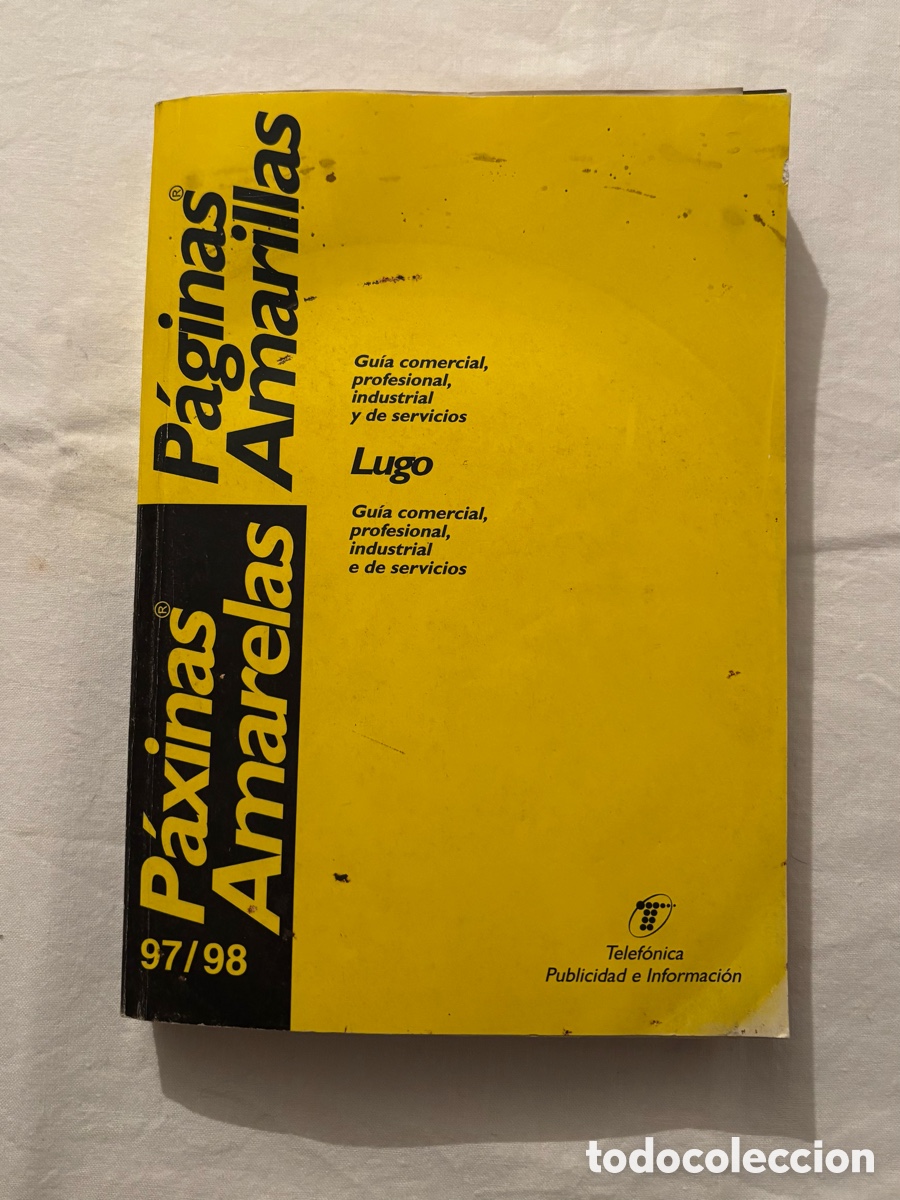 Páginas®
Amarillas
Páxinas®
Amarelas
97/98
Guía comercial,
profesional,
industrial
y de servicios
Lugo
Guía comercial,
profesional,
industrial
e de servicios
Telefónica
Publicidad e Información
todocoleccion